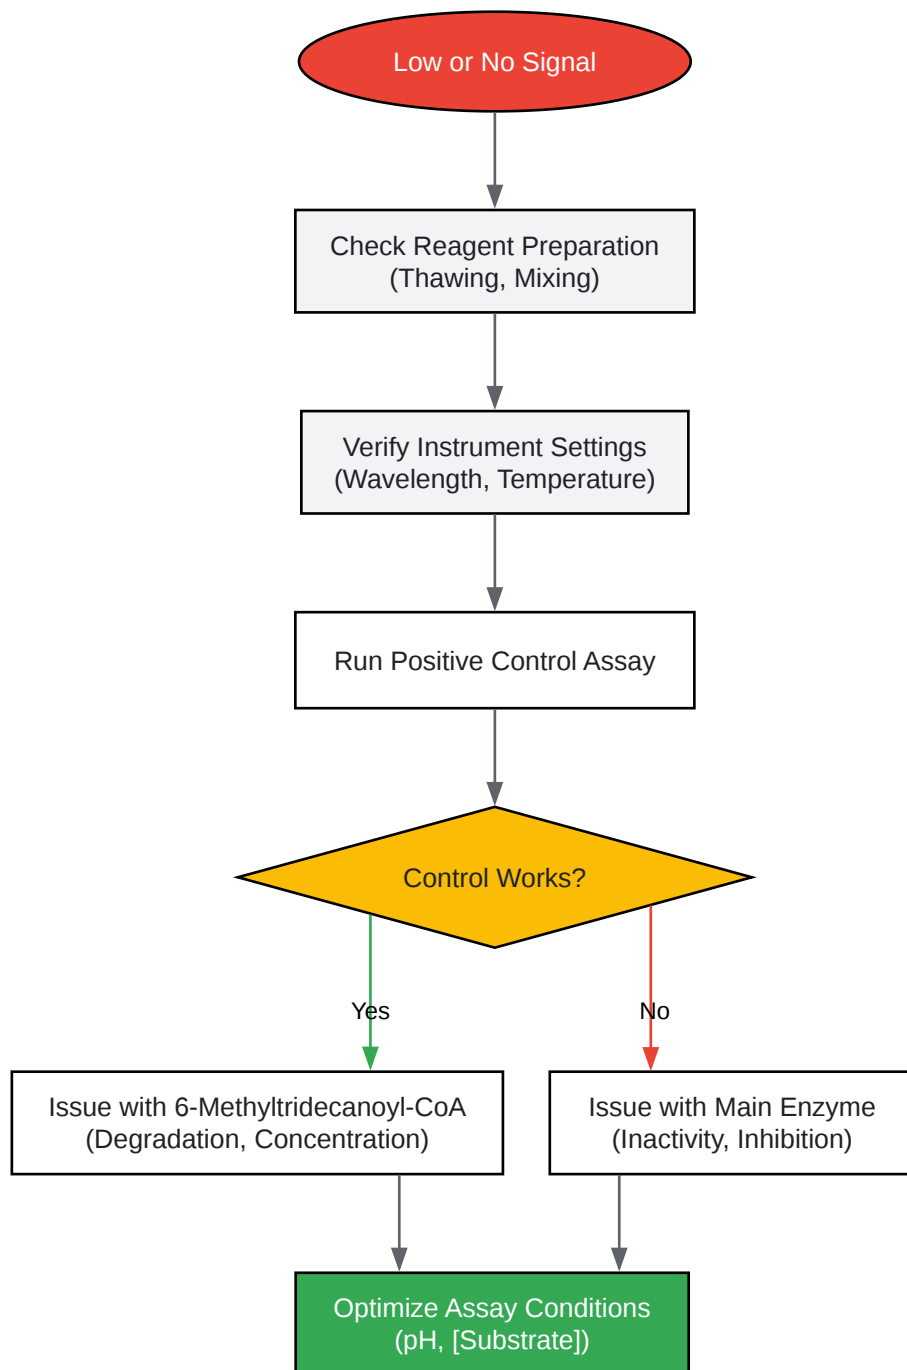 Low or No Signal
Check Reagent Preparation
(Thawing, Mixing)
Verify Instrument Settings
(Wavelength, Temperature)
Run Positive Control Assay
Control Works?
Yes
No
Issue with 6-Methyltridecanoyl-CoA
(Degradation, Concentration)
Issue with Main Enzyme
(Inactivity, Inhibition)
Optimize Assay Conditions
(pH, [Substrate])